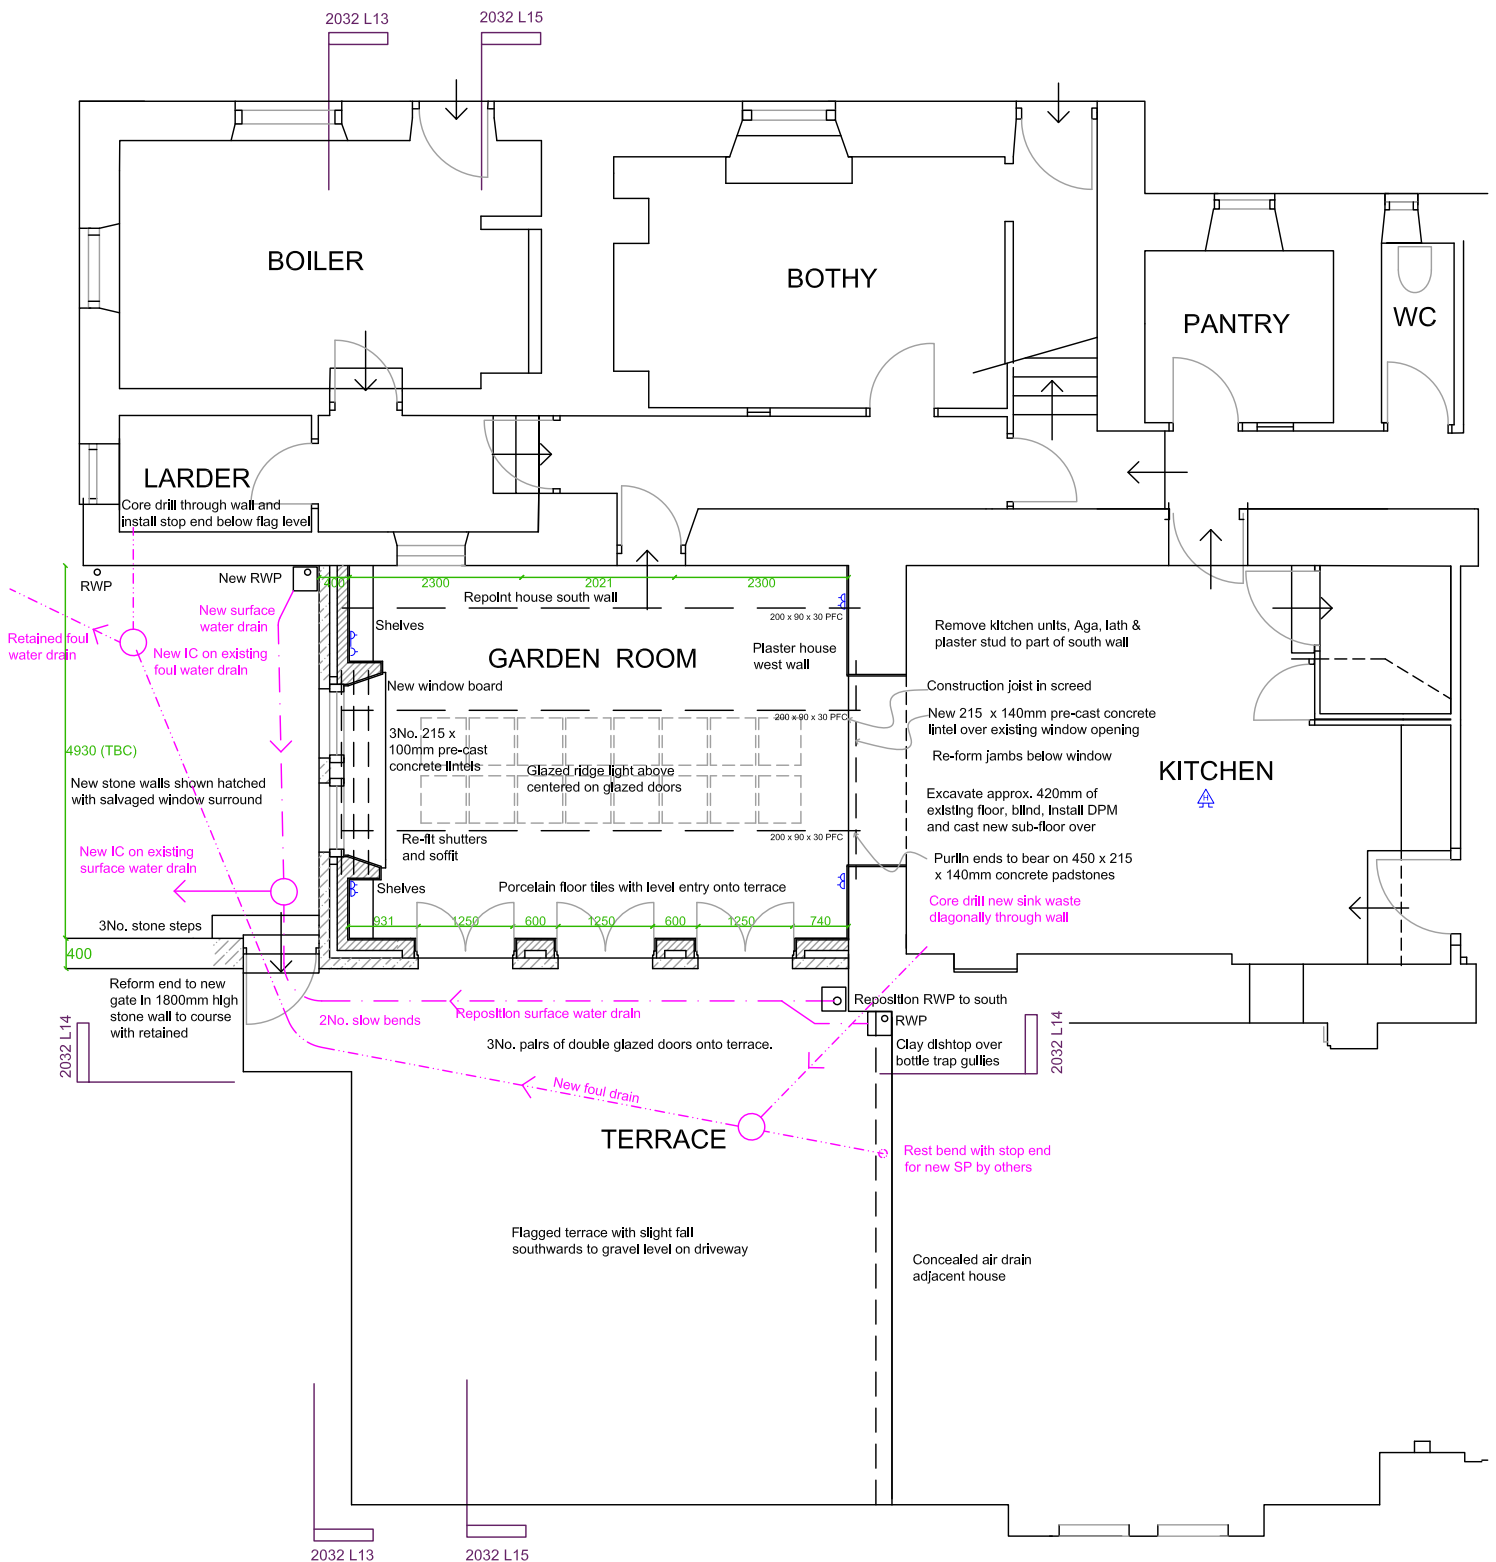 2032 L13
2032 L15
BOILER
BOTHY
PANTRY
WC
LARDER
Core drill through wall and
install stop end below flag level
RWP
New RWP
400
2300
2021
2300
Repoint house south wall
200 x 90 x 30 PFC
New surface
water drain
Retained foul
water drain
New IC on existing
foul water drain
Shelves
GARDEN ROOM
Plaster house
west wall
Remove kitchen units, Aga, lath &
plaster stud to part of south wall
New window board
Construction joist in screed
200 x 90 x 30 PFC
New 215 x 140mm pre-cast concrete
lintel over existing window opening
3No. 215 x
100mm pre-cast
concrete lintels
4930 (TBC)
Re-form jambs below window
KITCHEN
H
Glazed ridge light above
centered on glazed doors
New stone walls shown hatched
with salvaged window surround
Excavate approx. 420mm of
existing floor, blind, install DPM
and cast new sub-floor over
Re-fit shutters
and soffit
200 x 90 x 30 PFC
New IC on existing
surface water drain
Purlin ends to bear on 450 x 215
x 140mm concrete padstones
Shelves
Porcelain floor tiles with level entry onto terrace
Core drill new sink waste
diagonally through wall
3No. stone steps
931
1250
600
1250
600
1250
740
400
Reform end to new
gate in 1800mm high
stone wall to course
with retained
Reposition RWP to south
2No. slow bends
Reposition surface water drain
RWP
2032 L14
3No. pairs of double glazed doors onto terrace.
Clay dishtop over
bottle trap gullies
2032 L14
New foul drain
TERRACE
Rest bend with stop end
for new SP by others
Flagged terrace with slight fall
southwards to gravel level on driveway
Concealed air drain
adjacent house
2032 L13
2032 L15